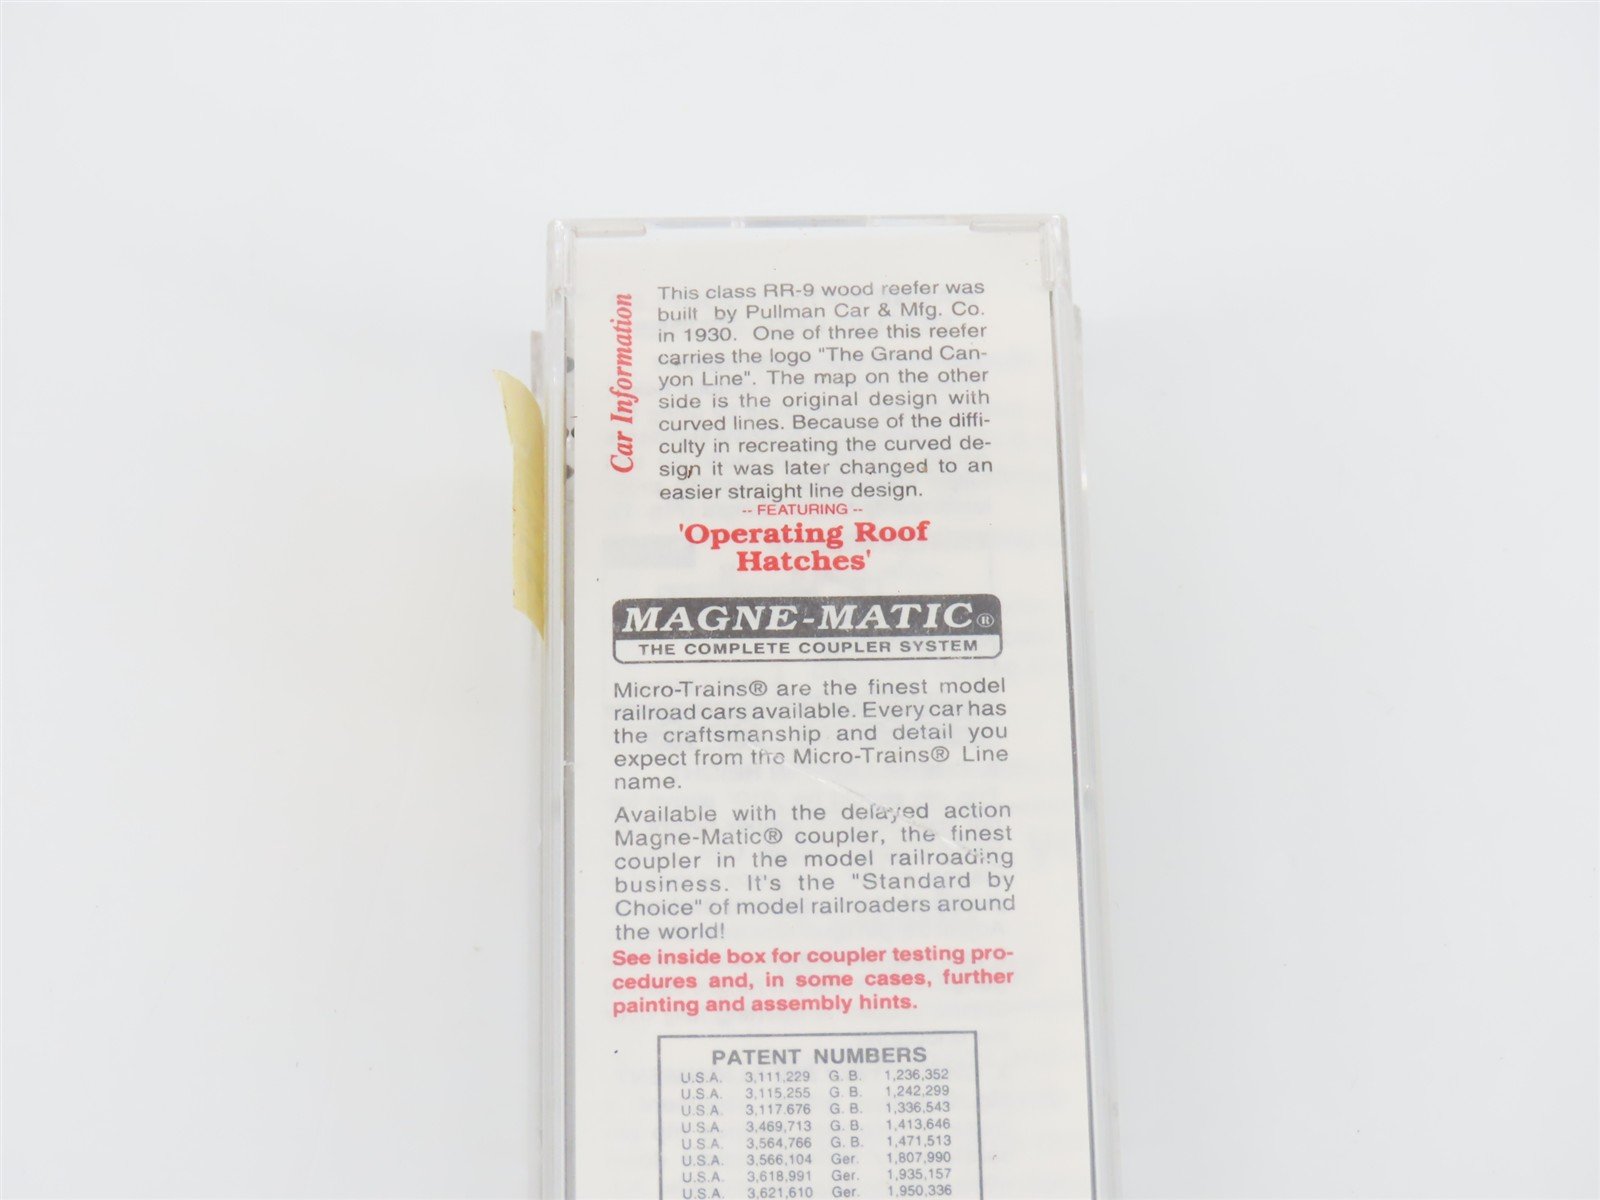 Car Information
This class RR-9 wood reefer was
built by Pullman Car & Mfg. Co.
in 1930. One of three this reefer
carries the logo "The Grand Can-
yon Line". The map on the other
side is the original design with
curved lines. Because of the diffi-
culty in recreating the curved de-
sign it was later changed to an
easier straight line design.
-- FEATURING --
'Operating Roof
Hatches'
MAGNE-MATIC®
THE COMPLETE COUPLER SYSTEM
Micro-Trains® are the finest model
railroad cars available. Every car has
the craftsmanship and detail you
expect from the Micro-Trains® Line
name.
Available with the delayed action
Magne-Matic® coupler, the finest
coupler in the model railroading
business. It's the "Standard by
Choice" of model railroaders around
the world!
See inside box for coupler testing pro-
cedures and, in some cases, further
painting and assembly hints.
PATENT NUMBERS
U.S.A. 3,111,229 G. B. 1,236,352
U.S.A. 3,115.255 G. B. 1,242,299
U.S.A. 3,117.676 G. B. 1,336,543
U.S.A. 3,469,713 G. B. 1,413,646
U.S.A. 3,564,766 G. B. 1,471,513
U.S.A. 3,566,104 Ger. 1,807,990
U.S.A. 3,618,991 Ger. 1,935,157
U.S.A. 3,621,610 Ger. 1,950,336